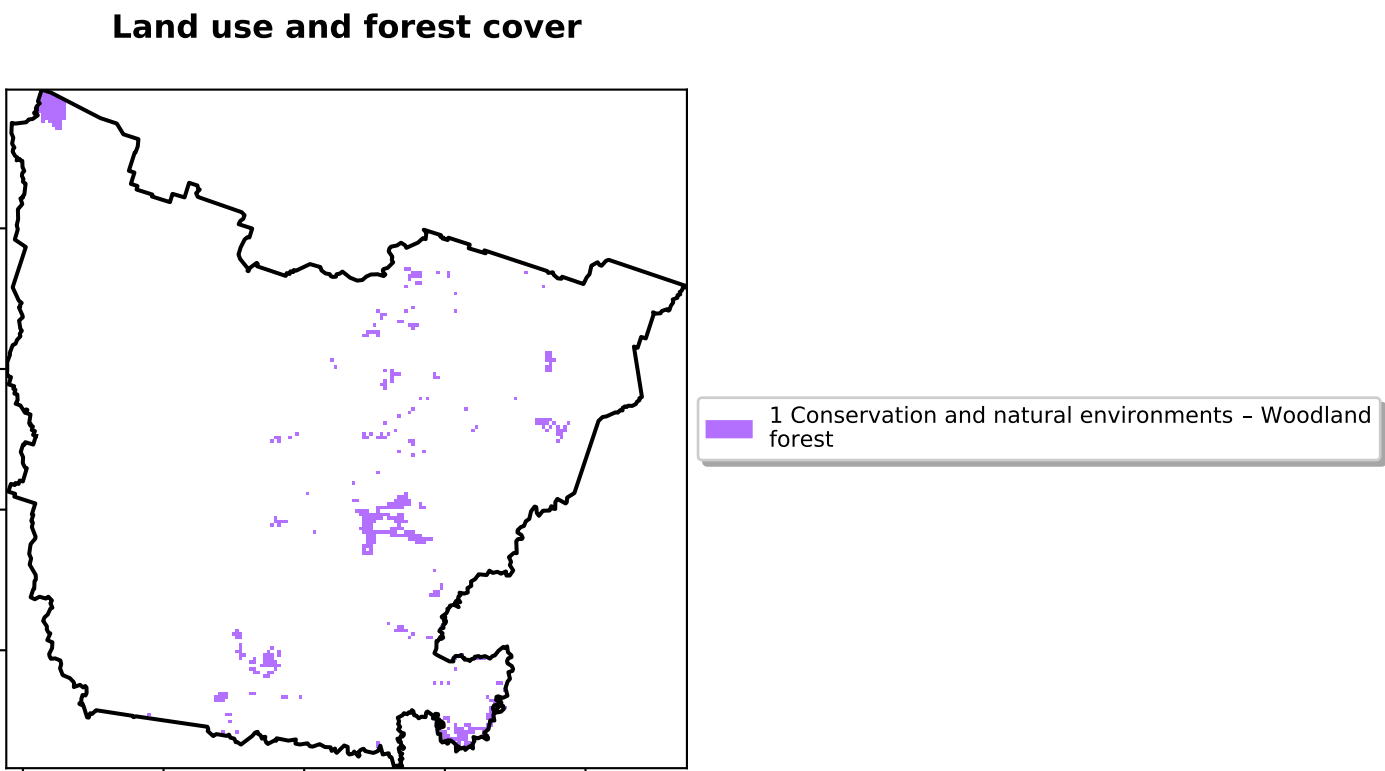 Land use and forest cover
1 Conservation and natural environments – Woodland
forest